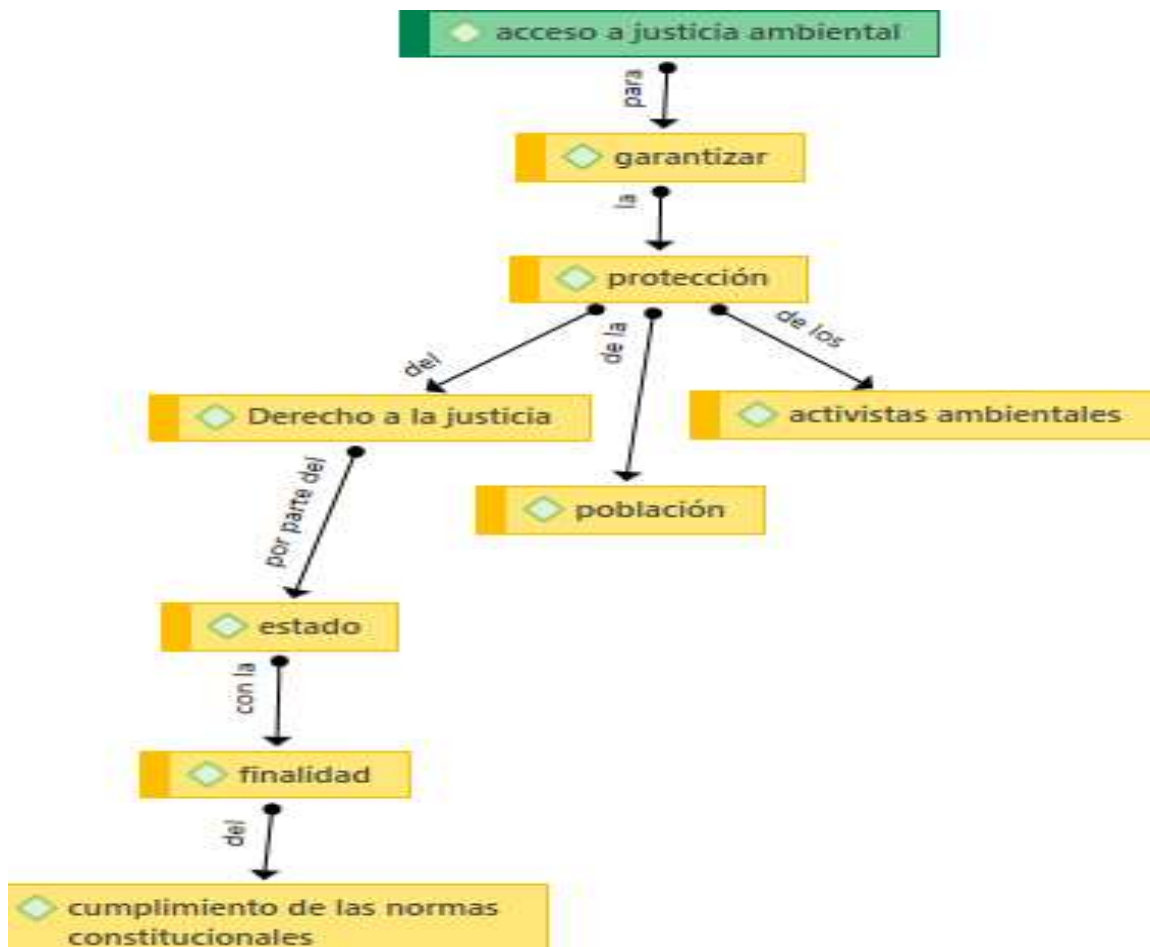 acceso a justicia ambiental
para
garantizar
la
protección
del
de la
de los
Derecho a la justicia
activistas ambientales
población
por parte del
estado
con la
finalidad
del
cumplimiento de las normas
constitucionales